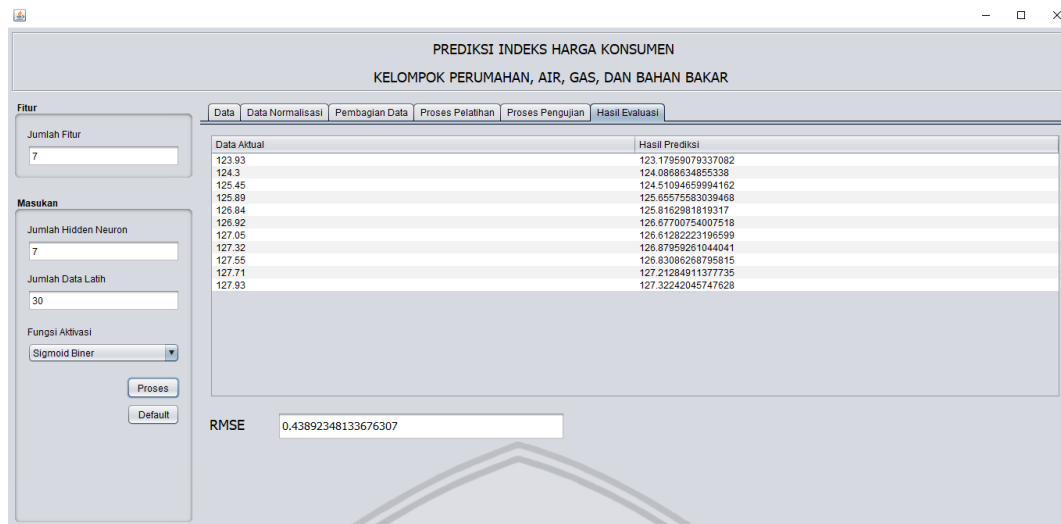 PREDIKSI INDEKS HARGA KONSUMEN
KELOMPOK PERUMAHAN, AIR, GAS, DAN BAHAN BAKAR
Fitur
Jumlah Fitur
7
Masukan
Jumlah Hidden Neuron
7
Jumlah Data Latih
30
Fungsi Aktivasi
Sigmoid Biner
Proses
Default
Data Data Normalisasi Pembagian Data Proses Pelatihan Proses Pengujian Hasil Evaluasi
Data Aktual Hasil Prediksi
123.93 123.17959079337082
124.3 124.0868634855338
125.45 124.51094659994162
125.89 125.65575583039468
126.84 125.8162981819317
126.92 126.67700754007518
127.05 126.61282223196599
127.32 126.87959261044041
127.55 126.83086268795815
127.71 127.21284911377735
127.93 127.32242045747628
RMSE 0.43892348133676307